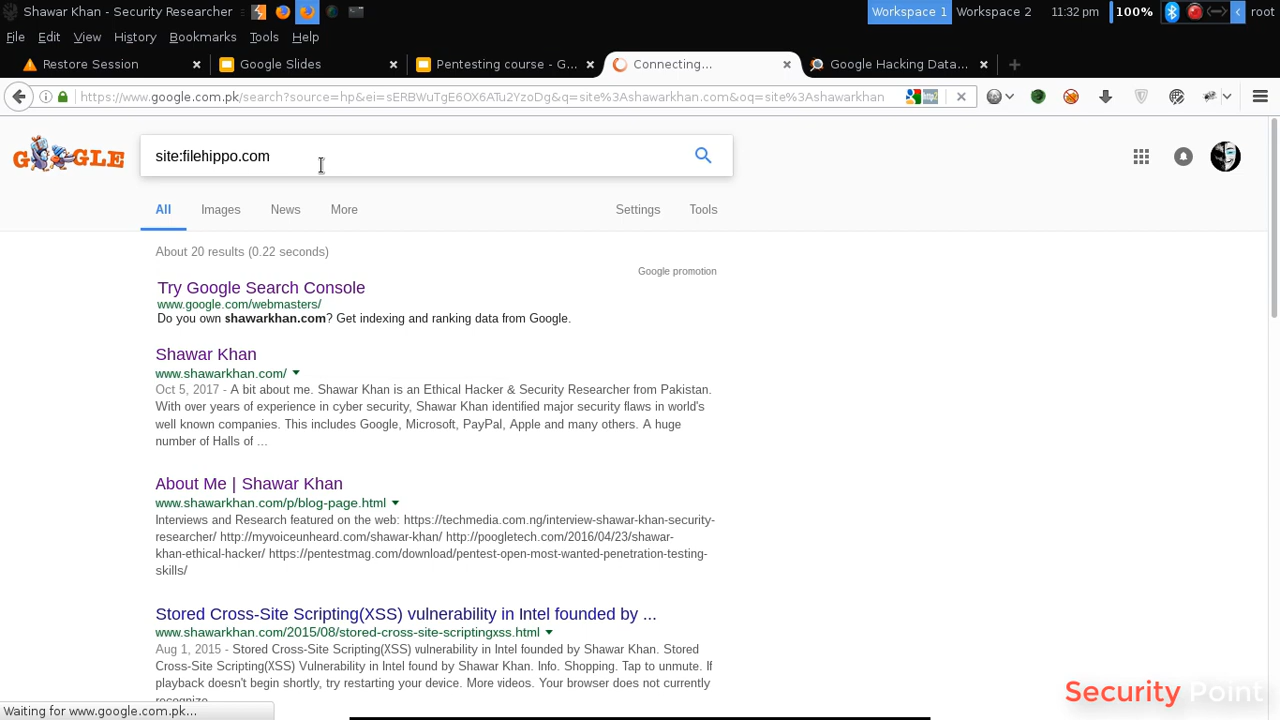 Shawar Khan - Security Researcher
Workspace 1 Workspace 2 11:32 pm 100% root
File Edit View History Bookmarks Tools Help
Restore Session Google Slides Pentesting course - G... Connecting... Google Hacking Data...
https://www.google.com.pk/search?source=hp&ei=sERBWuTgE6OX6ATu2YzoDg&q=site%3Ashawarkhan.com&oq=site%3Ashawarkhan
GOOGLE
site:filehippo.com
All Images News More Settings Tools
About 20 results (0.22 seconds)
Google promotion
Try Google Search Console
www.google.com/webmasters/
Do you own shawarkhan.com? Get indexing and ranking data from Google.
Shawar Khan
www.shawarkhan.com/
Oct 5, 2017 - A bit about me. Shawar Khan is an Ethical Hacker & Security Researcher from Pakistan.
With over years of experience in cyber security, Shawar Khan identified major security flaws in world's
well known companies. This includes Google, Microsoft, PayPal, Apple and many others. A huge
number of Halls of ...
About Me | Shawar Khan
www.shawarkhan.com/p/blog-page.html
Interviews and Research featured on the web: https://techmedia.com.ng/interview-shawar-khan-security-
researcher/ http://myvoiceunheard.com/shawar-khan/ http://poogletech.com/2016/04/23/shawar-
khan-ethical-hacker/ https://pentestmag.com/download/pentest-open-most-wanted-penetration-testing-
skills/
Stored Cross-Site Scripting(XSS) vulnerability in Intel founded by ...
www.shawarkhan.com/2015/08/stored-cross-site-scriptingxss.html
Aug 1, 2015 - Stored Cross-Site Scripting(XSS) vulnerability in Intel founded by Shawar Khan. Stored
Cross-Site Scripting(XSS) Vulnerability in Intel found by Shawar Khan. Info. Shopping. Tap to unmute. If
playback doesn't begin shortly, try restarting your device. More videos. Your browser does not currently
recognize
Security Point
Waiting for www.google.com.pk...